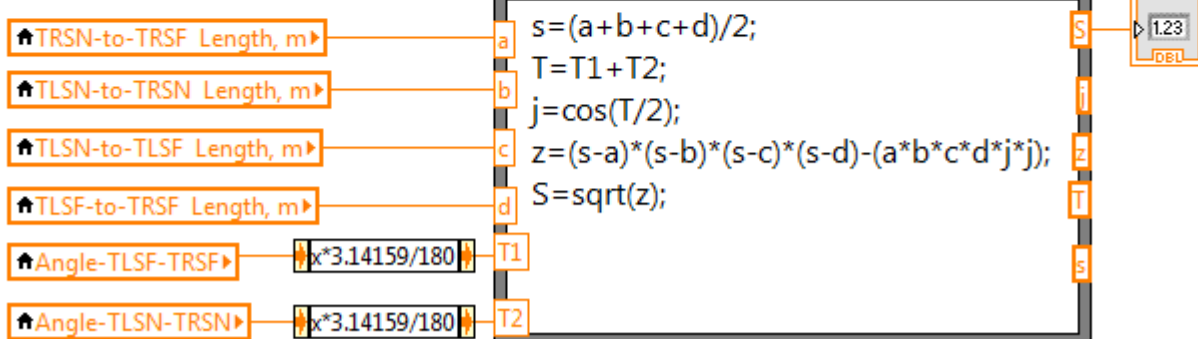 TRSN-to-TRSF Length, m
a
s=(a+b+c+d)/2;
S
1.23
DBL
T=T1+T2;
TLSN-to-TRSN Length, m
b
j=cos(T/2);
j
TLSN-to-TLSF Length, m
c
z=(s-a)*(s-b)*(s-c)*(s-d)-(a*b*c*d*j*j);
z
TLSF-to-TRSF Length, m
d
S=sqrt(z);
T
Angle-TLSF-TRSF
x*3.14159/180
T1
s
Angle-TLSN-TRSN
x*3.14159/180
T2